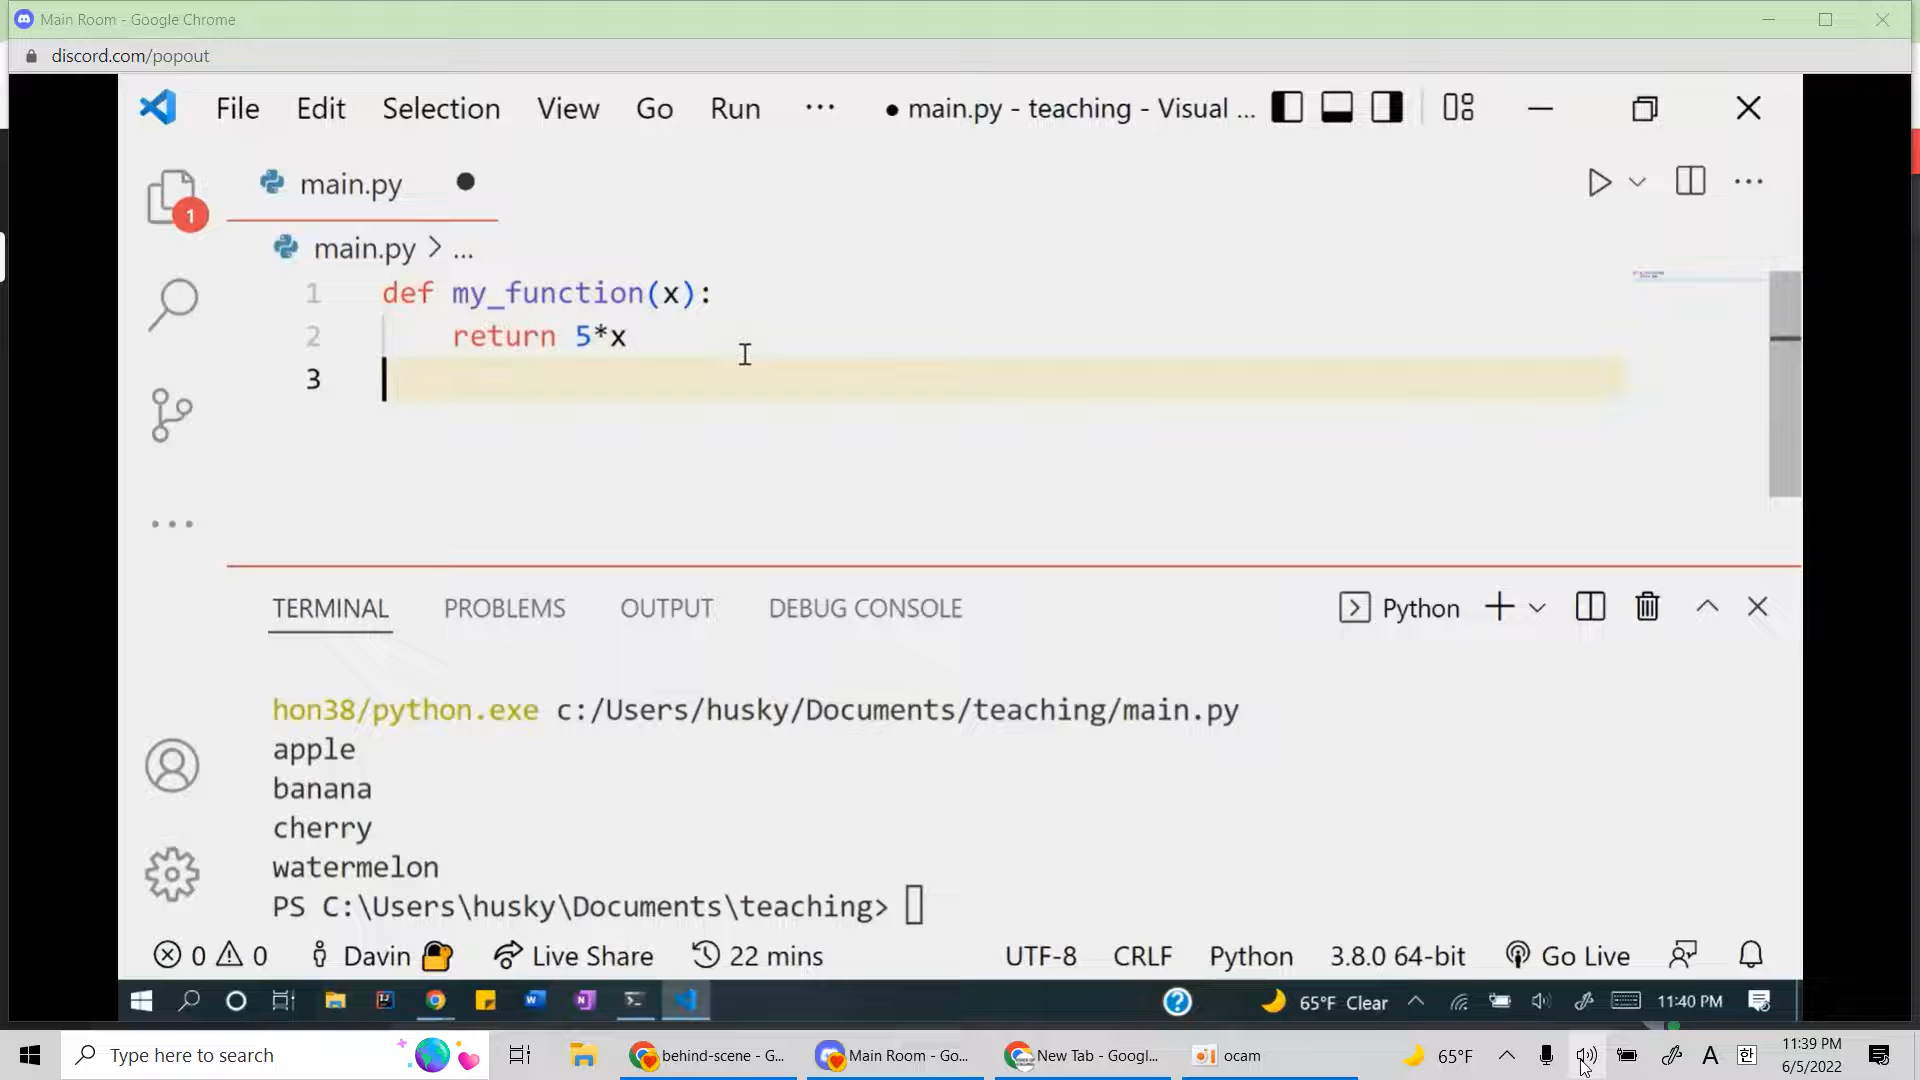 Main Room - Google Chrome
discord.com/popout
File Edit Selection View Go Run ··· ● main.py - teaching - Visual ...
1
main.py ●
main.py > ...
1 def my_function(x):
2 return 5*x
3
TERMINAL PROBLEMS OUTPUT DEBUG CONSOLE Python
hon38/python.exe c:/Users/husky/Documents/teaching/main.py
apple
banana
cherry
watermelon
PS C:\Users\husky\Documents\teaching>
0 0 Davin Live Share 22 mins UTF-8 CRLF Python 3.8.0 64-bit Go Live
65°F Clear 11:40 PM
Type here to search behind-scene - G... Main Room - Go... New Tab - Googl... ocam 65°F A 한 11:39 PM
6/5/2022